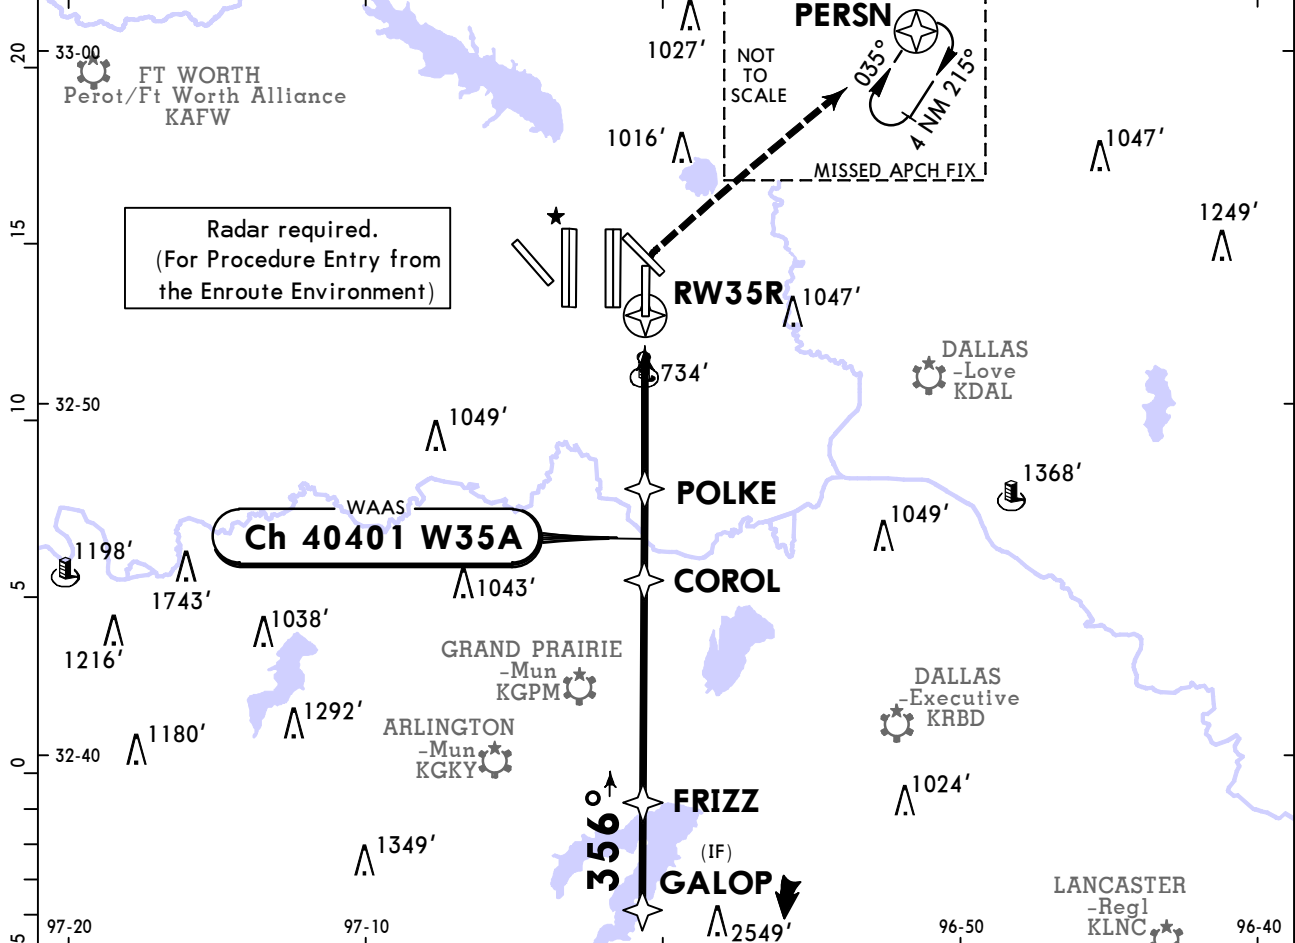 PERSN
1027'
20
33-00
NOT
TO
SCALE
035°
4 NM 215°
FT WORTH
Perot/Ft Worth Alliance
KAFW
1016'
1047'
MISSED APCH FIX
1249'
15
Radar required.
(For Procedure Entry from
the Enroute Environment)
RW35R
1047'
DALLAS
-Love
KDAL
734'
10
32-50
1049'
POLKE
1368'
WAAS
Ch 40401 W35A
1049'
1198'
COROL
5
1743'
1043'
1038'
1216'
GRAND PRAIRIE
-Mun
KGPM
DALLAS
-Executive
KRBD
1292'
1180'
ARLINGTON
-Mun
KGKY
0
32-40
1024'
FRIZZ
356°
1349'
(IF)
GALOP
LANCASTER
-Regl
KLNC
2549'
5
97-20
97-10
96-50
96-40